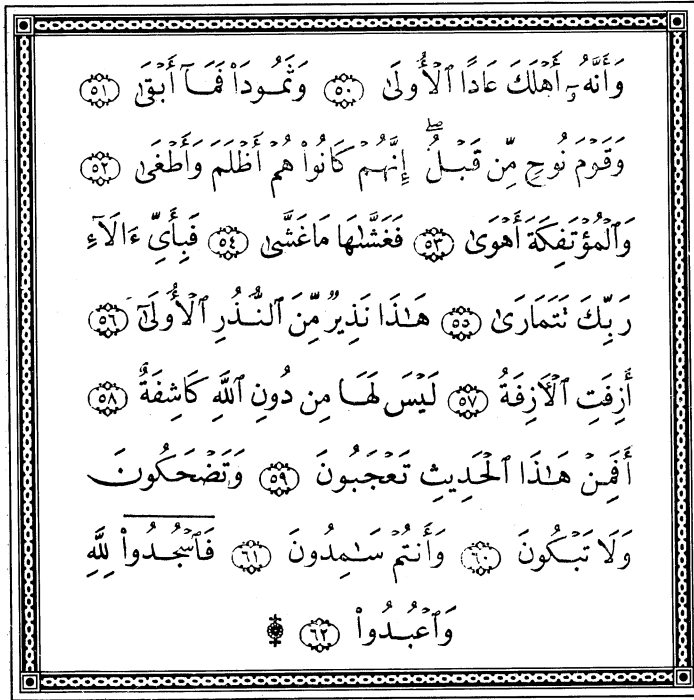 وَأَنَّهُۥٓ أَهْلَكَ عَادًا ٱلْأُولَىٰ ٥٠ وَثَمُودَا۟ فَمَآ أَبْقَىٰ ٥١
وَقَوْمَ نُوحٍ مِّن قَبْلُ ۖ إِنَّهُمْ كَانُوا۟ هُمْ أَظْلَمَ وَأَطْغَىٰ ٥٢
وَٱلْمُؤْتَفِكَةَ أَهْوَىٰ ٥٣ فَغَشَّىٰهَا مَا غَشَّىٰ ٥٤ فَبِأَىِّ ءَالَآءِ
رَبِّكَ تَتَمَارَىٰ ٥٥ هَـٰذَا نَذِيرٌ مِّنَ ٱلنُّذُرِ ٱلْأُولَىٰٓ ٥٦
أَزِفَتِ ٱلْـَٔازِفَةُ ٥٧ لَيْسَ لَهَا مِن دُونِ ٱللَّهِ كَاشِفَةٌ ٥٨
أَفَمِنْ هَـٰذَا ٱلْحَدِيثِ تَعْجَبُونَ ٥٩ وَتَضْحَكُونَ
وَلَا تَبْكُونَ ٦٠ وَأَنتُمْ سَـٰمِدُونَ ٦١ فَٱسْجُدُوا۟ لِلَّهِ
وَٱعْبُدُوا۟ ٦٢